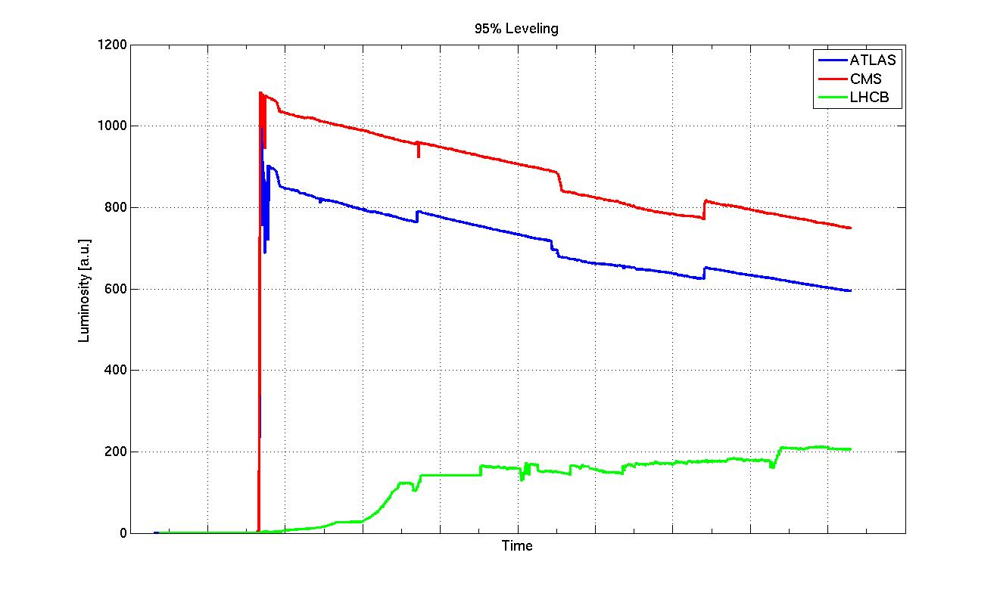 95% Leveling
1200
1000
800
600
400
200
0
Luminosity [a.u.]
Time
ATLAS
CMS
LHCB